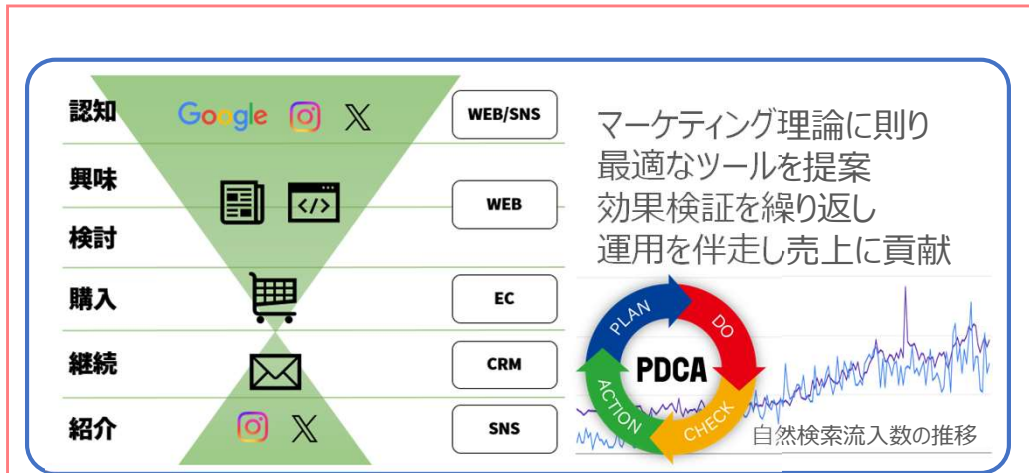 認知
Google
WEB/SNS
興味
WEB
検討
購入
EC
継続
CRM
紹介
SNS
マーケティング理論に則り
最適なツールを提案
効果検証を繰り返し
運用を伴走し売上に貢献
PLAN
DO
PDCA
ACTION
CHECK
自然検索流入数の推移